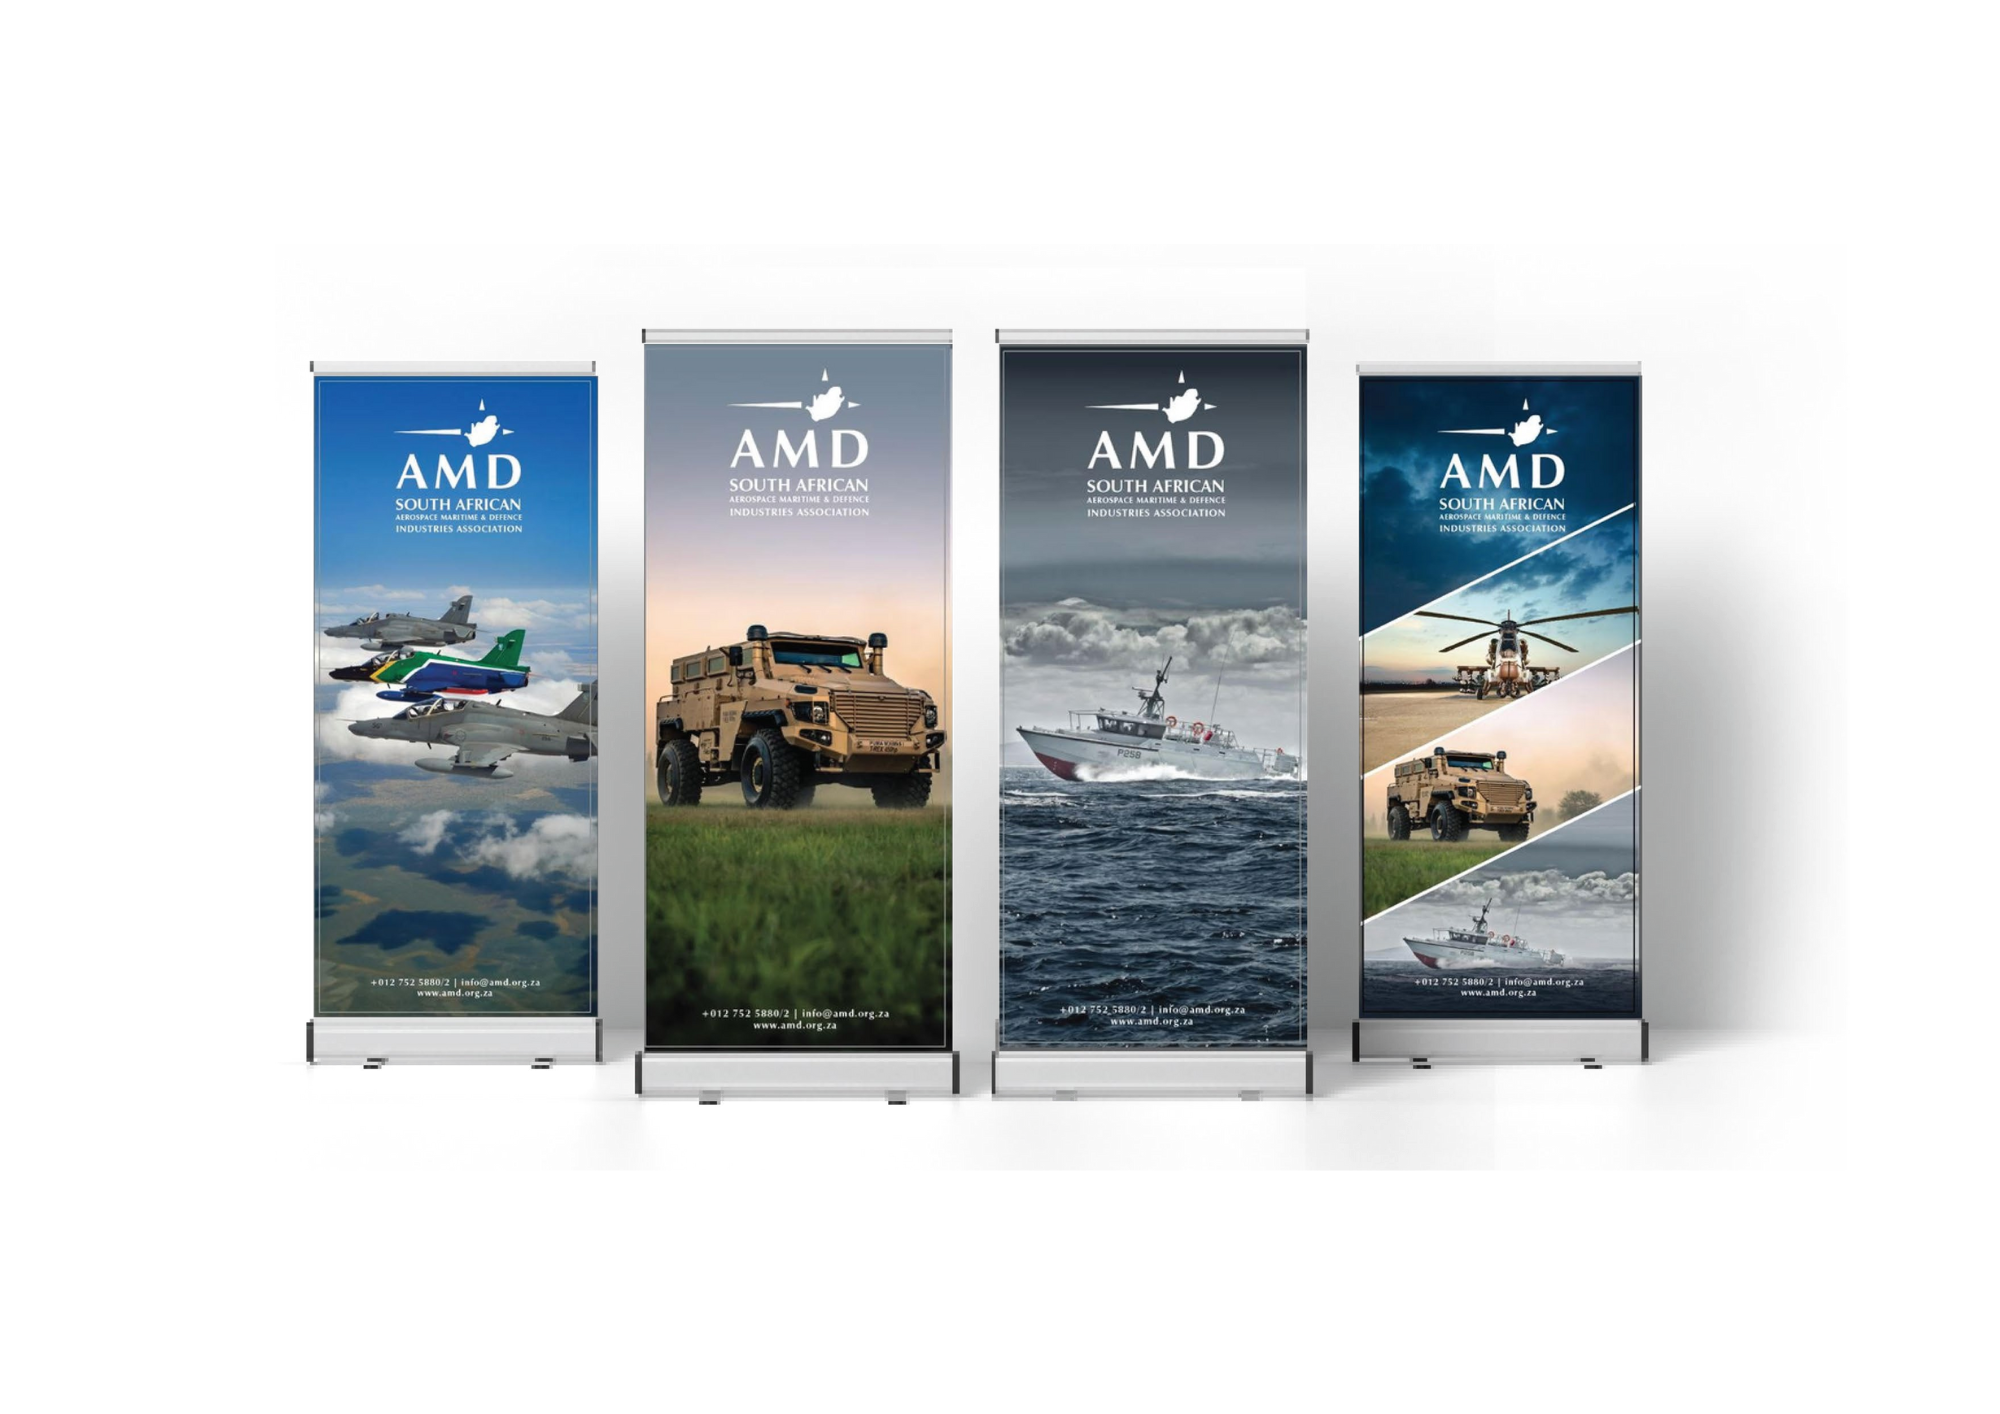 AMD
SOUTH AFRICAN
AEROSPACE MARITIME & DEFENCE
INDUSTRIES ASSOCIATION
+012 752 5880/2 | info@amd.org.za
www.amd.org.za
AMD
SOUTH AFRICAN
AEROSPACE MARITIME & DEFENCE
INDUSTRIES ASSOCIATION
+012 752 5880/2 | info@amd.org.za
www.amd.org.za
AMD
SOUTH AFRICAN
AEROSPACE MARITIME & DEFENCE
INDUSTRIES ASSOCIATION
P258
+012 752 5880/2 | info@amd.org.za
www.amd.org.za
AMD
SOUTH AFRICAN
AEROSPACE MARITIME & DEFENCE
INDUSTRIES ASSOCIATION
+012 752 5880/2 | info@amd.org.za
www.amd.org.za